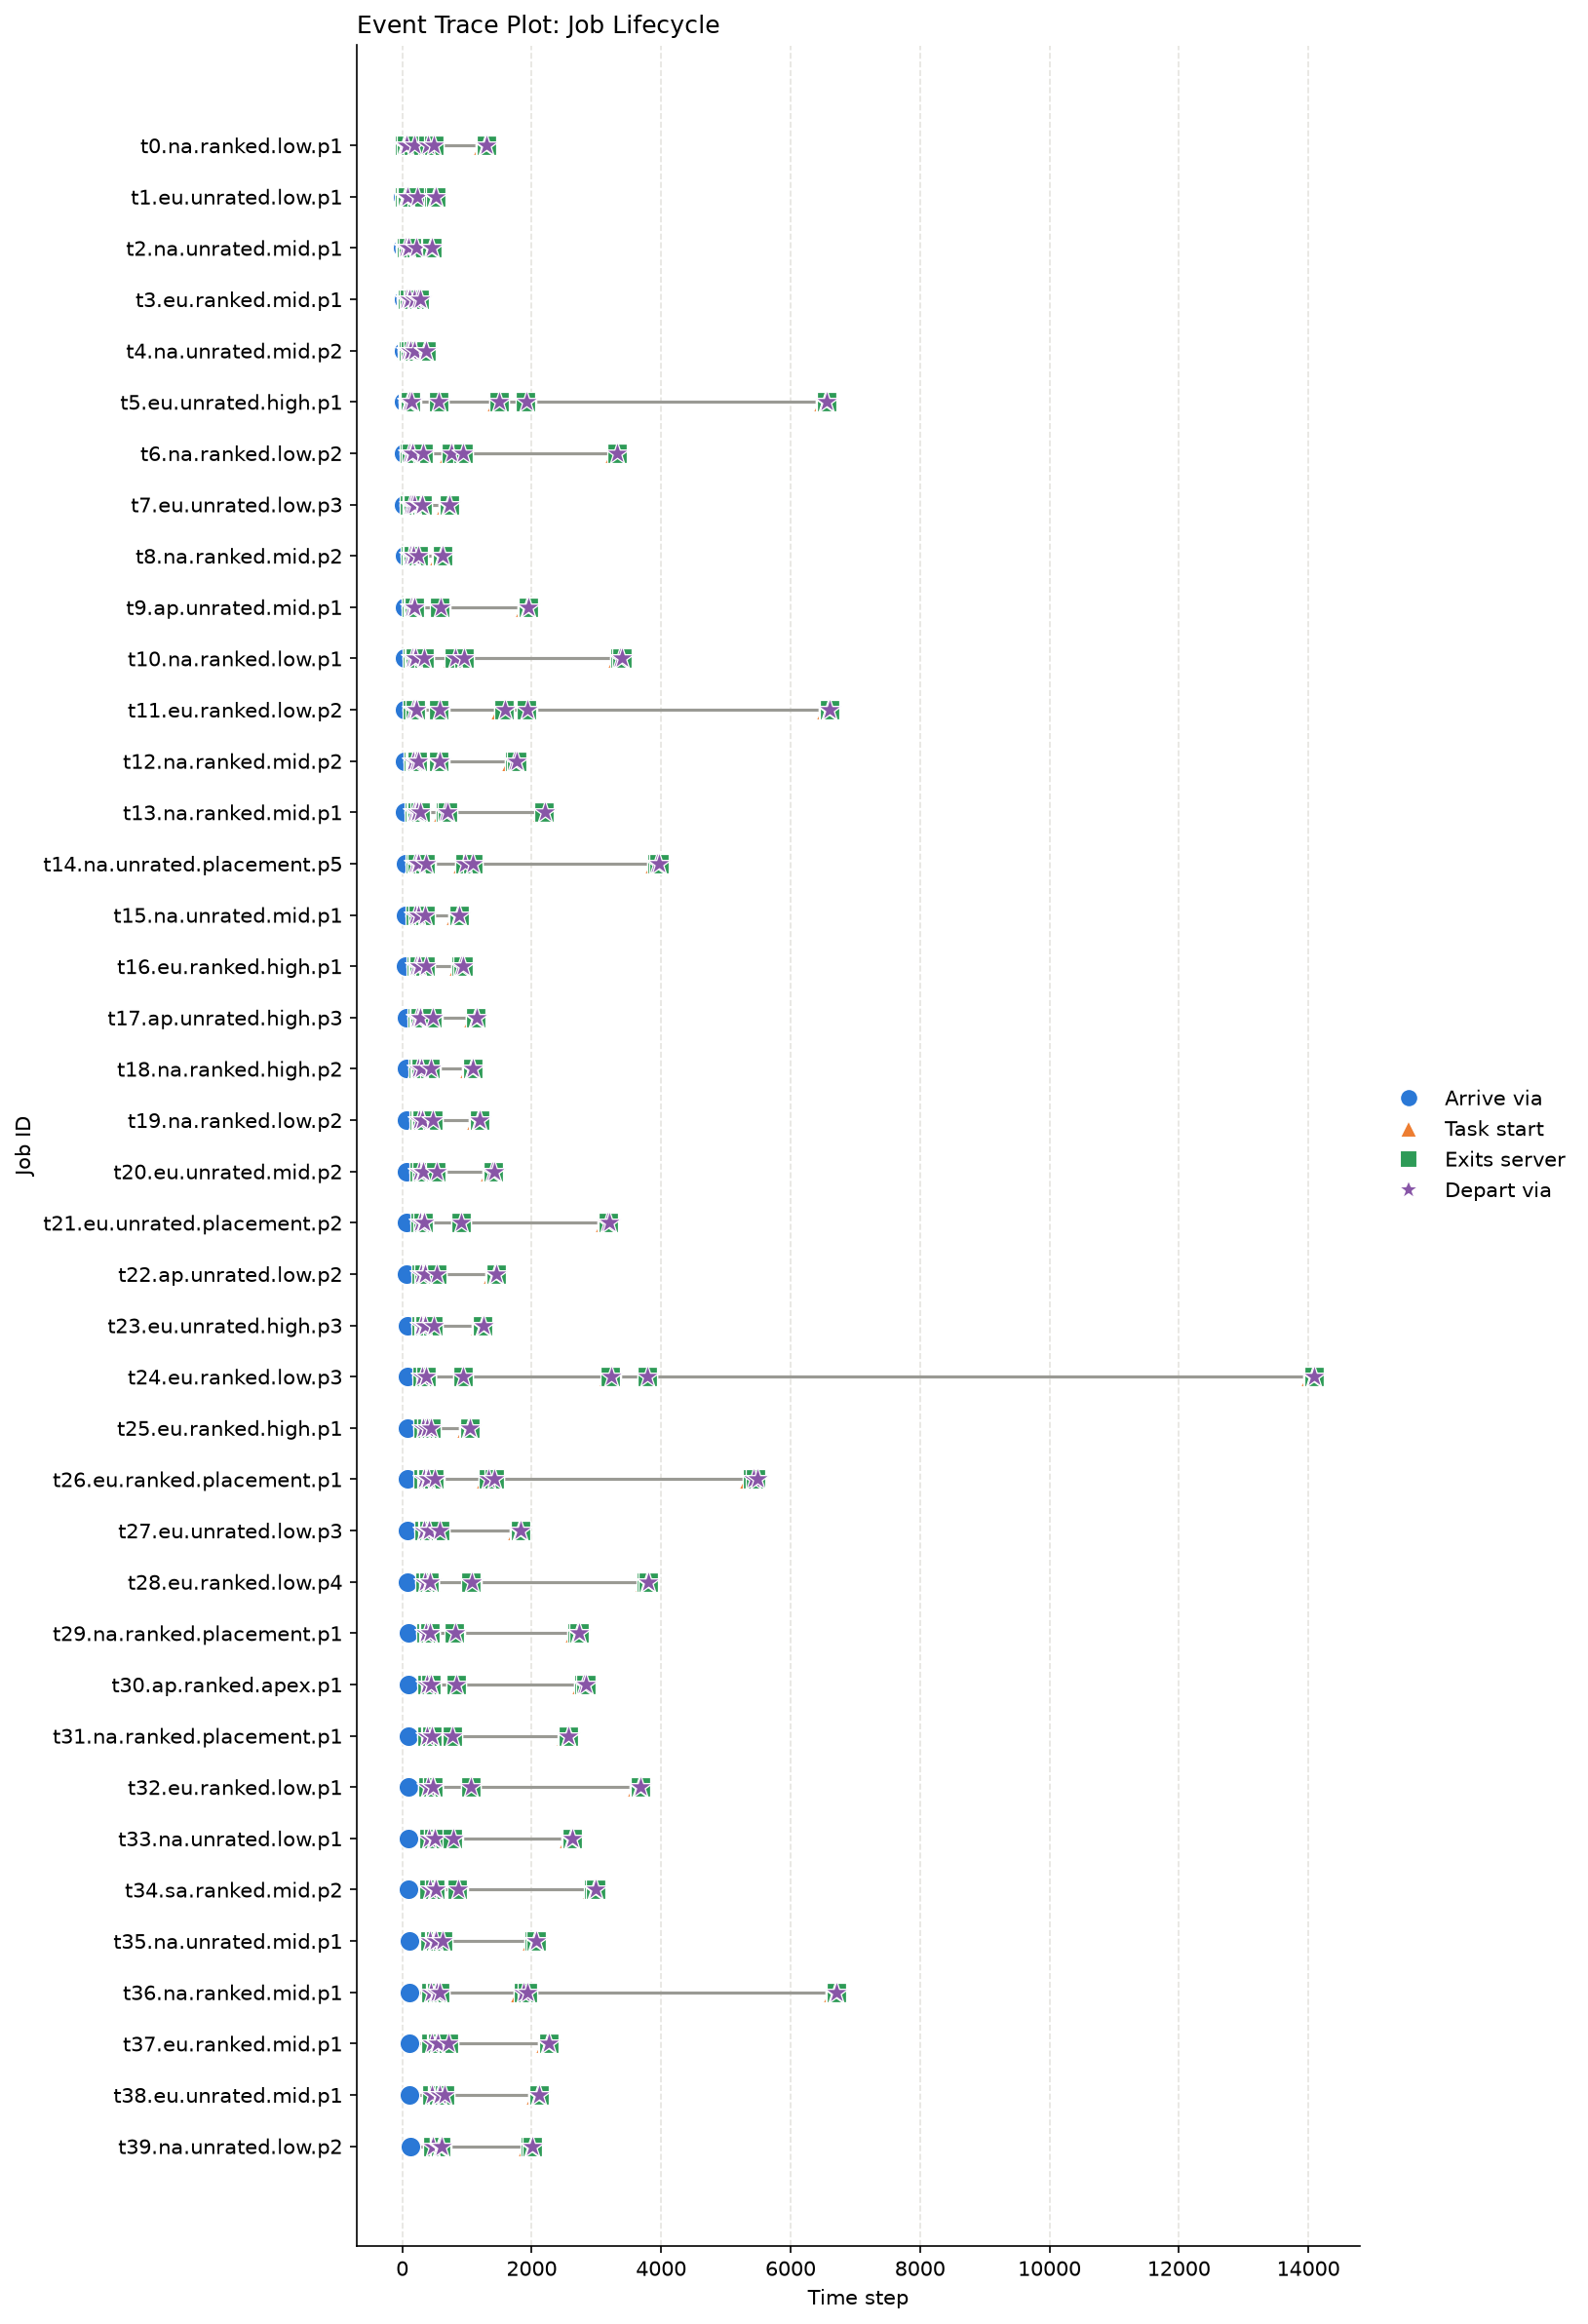 Event Trace Plot: Job Lifecycle
t0.na.ranked.low.p1
t1.eu.unrated.low.p1
t2.na.unrated.mid.p1
t3.eu.ranked.mid.p1
t4.na.unrated.mid.p2
t5.eu.unrated.high.p1
t6.na.ranked.low.p2
t7.eu.unrated.low.p3
t8.na.ranked.mid.p2
t9.ap.unrated.mid.p1
t10.na.ranked.low.p1
t11.eu.ranked.low.p2
t12.na.ranked.mid.p2
t13.na.ranked.mid.p1
t14.na.unrated.placement.p5
t15.na.unrated.mid.p1
t16.eu.ranked.high.p1
t17.ap.unrated.high.p3
t18.na.ranked.high.p2
t19.na.ranked.low.p2
t20.eu.unrated.mid.p2
t21.eu.unrated.placement.p2
t22.ap.unrated.low.p2
t23.eu.unrated.high.p3
t24.eu.ranked.low.p3
t25.eu.ranked.high.p1
t26.eu.ranked.placement.p1
t27.eu.unrated.low.p3
t28.eu.ranked.low.p4
t29.na.ranked.placement.p1
t30.ap.ranked.apex.p1
t31.na.ranked.placement.p1
t32.eu.ranked.low.p1
t33.na.unrated.low.p1
t34.sa.ranked.mid.p2
t35.na.unrated.mid.p1
t36.na.ranked.mid.p1
t37.eu.ranked.mid.p1
t38.eu.unrated.mid.p1
t39.na.unrated.low.p2
Job ID
0 2000 4000 6000 8000 10000 12000 14000
Time step
Arrive via
Task start
Exits server
Depart via